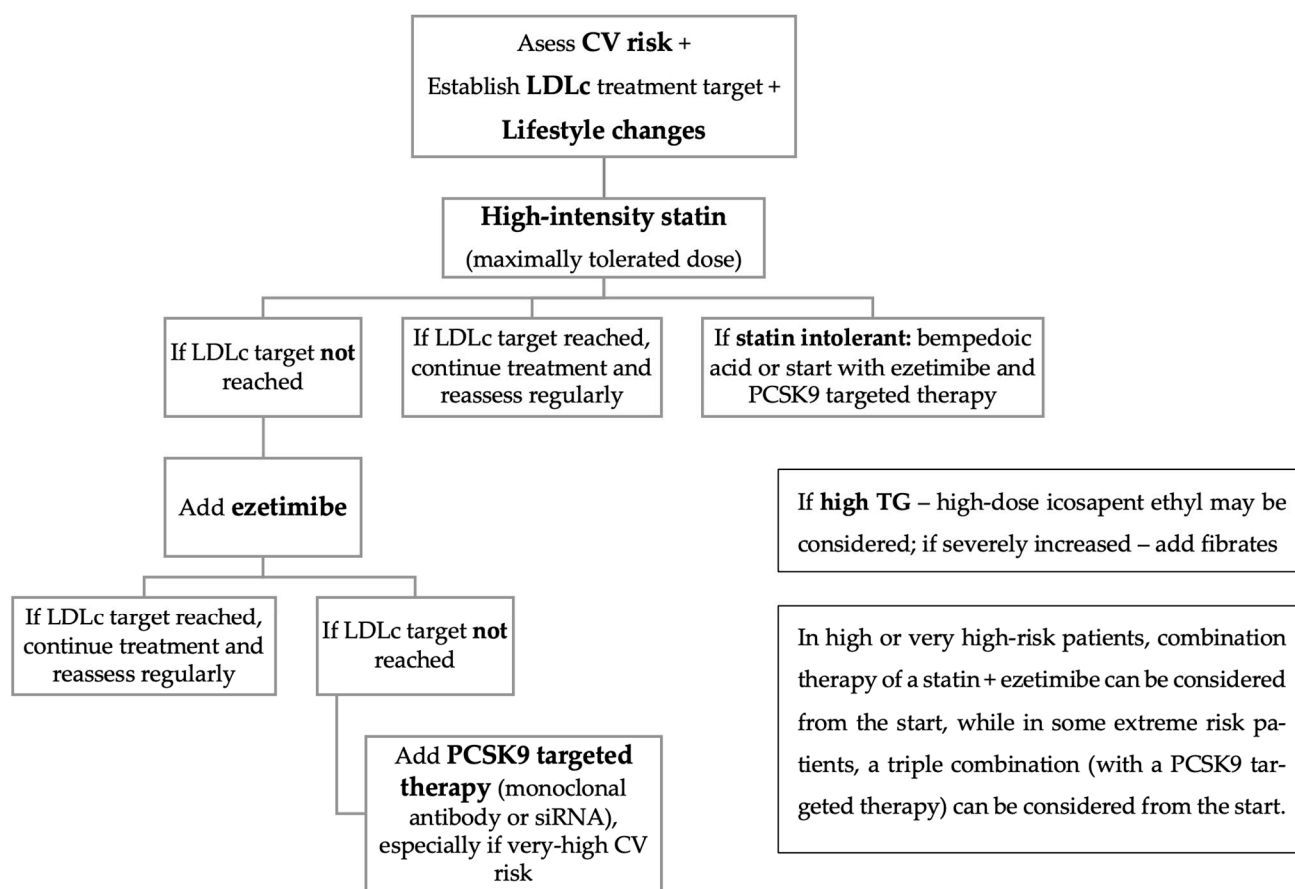 Asess CV risk +
Establish LDLc treatment target +
Lifestyle changes
High-intensity statin
(maximally tolerated dose)
If LDLc target not
reached
If LDLc target reached,
continue treatment and
reassess regularly
If statin intolerant: bempedoic
acid or start with ezetimibe and
PCSK9 targeted therapy
Add ezetimibe
If LDLc target reached,
continue treatment and
reassess regularly
If LDLc target not
reached
Add PCSK9 targeted
therapy (monoclonal
antibody or siRNA),
especially if very-high CV
risk
If high TG – high-dose icosapent ethyl may be
considered; if severely increased – add fibrates
In high or very high-risk patients, combination
therapy of a statin + ezetimibe can be considered
from the start, while in some extreme risk pa-
tients, a triple combination (with a PCSK9 tar-
geted therapy) can be considered from the start.